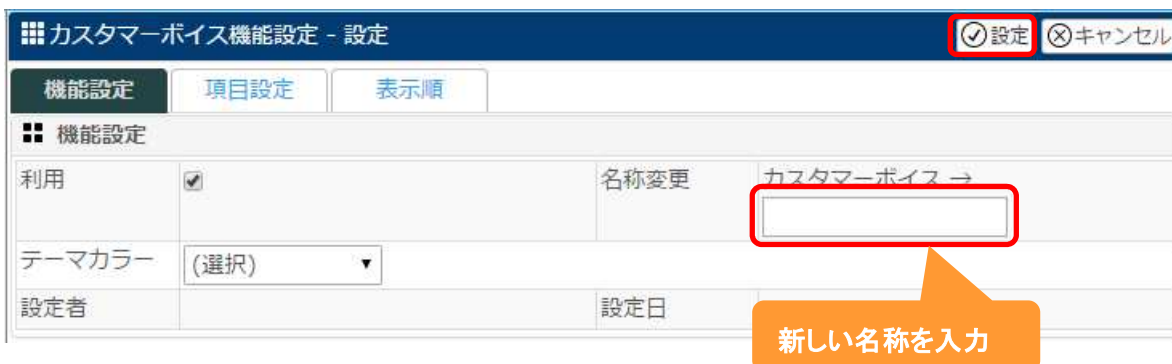 カスタマーボイス機能設定 - 設定 設定 キャンセル
機能設定 項目設定 表示順
機能設定
利用 名称変更 カスタマーボイス →
テーマカラー (選択)
設定者 設定日
新しい名称を入力